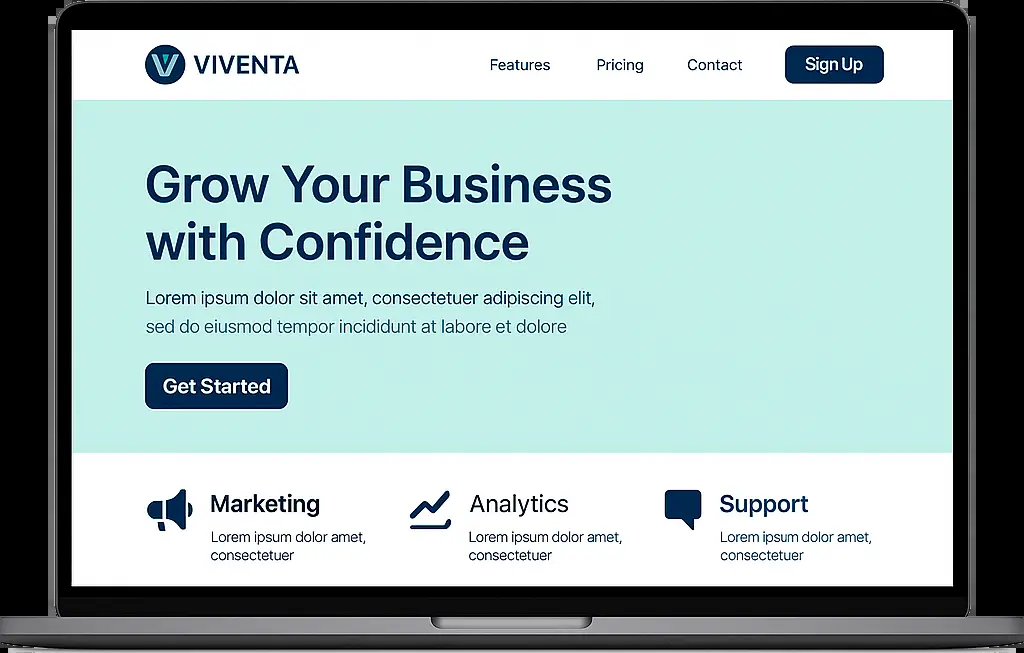 VIVENTA
Features
Pricing
Contact
Sign Up
Grow Your Business
with Confidence
Lorem ipsum dolor sit amet, consectetuer adipiscing elit,
sed do eiusmod tempor incididunt at labore et dolore
Get Started
Marketing
Lorem ipsum dolor amet,
consectetuer
Analytics
Lorem ipsum dolor amet,
consectetuer
Support
Lorem ipsum dolor amet,
consectetuer